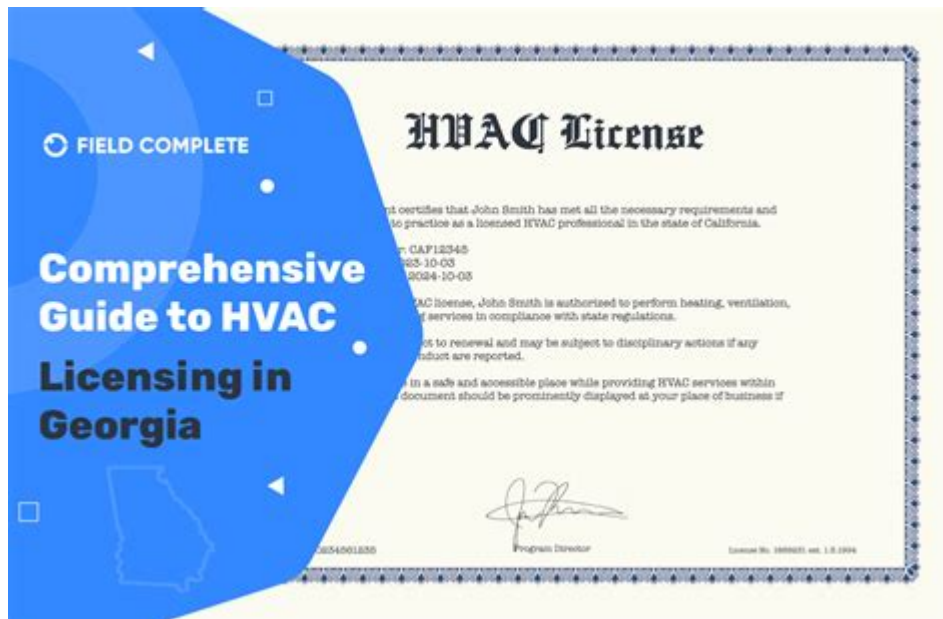 FIELD COMPLETE
Comprehensive
Guide to HVAC
Licensing in
Georgia
HVAC License
certifies that John Smith has met all the necessary requirements and
to practice as a licensed HVAC professional in the state of California.
CAF12345
-10-03
2024-10-03
license, John Smith is authorized to perform heating, ventilation,
services in compliance with state regulations.
to renewal and may be subject to disciplinary actions if any
are reported.
in a safe and accessible place while providing HVAC services within
document should be prominently displayed at your place of business if
Program Director